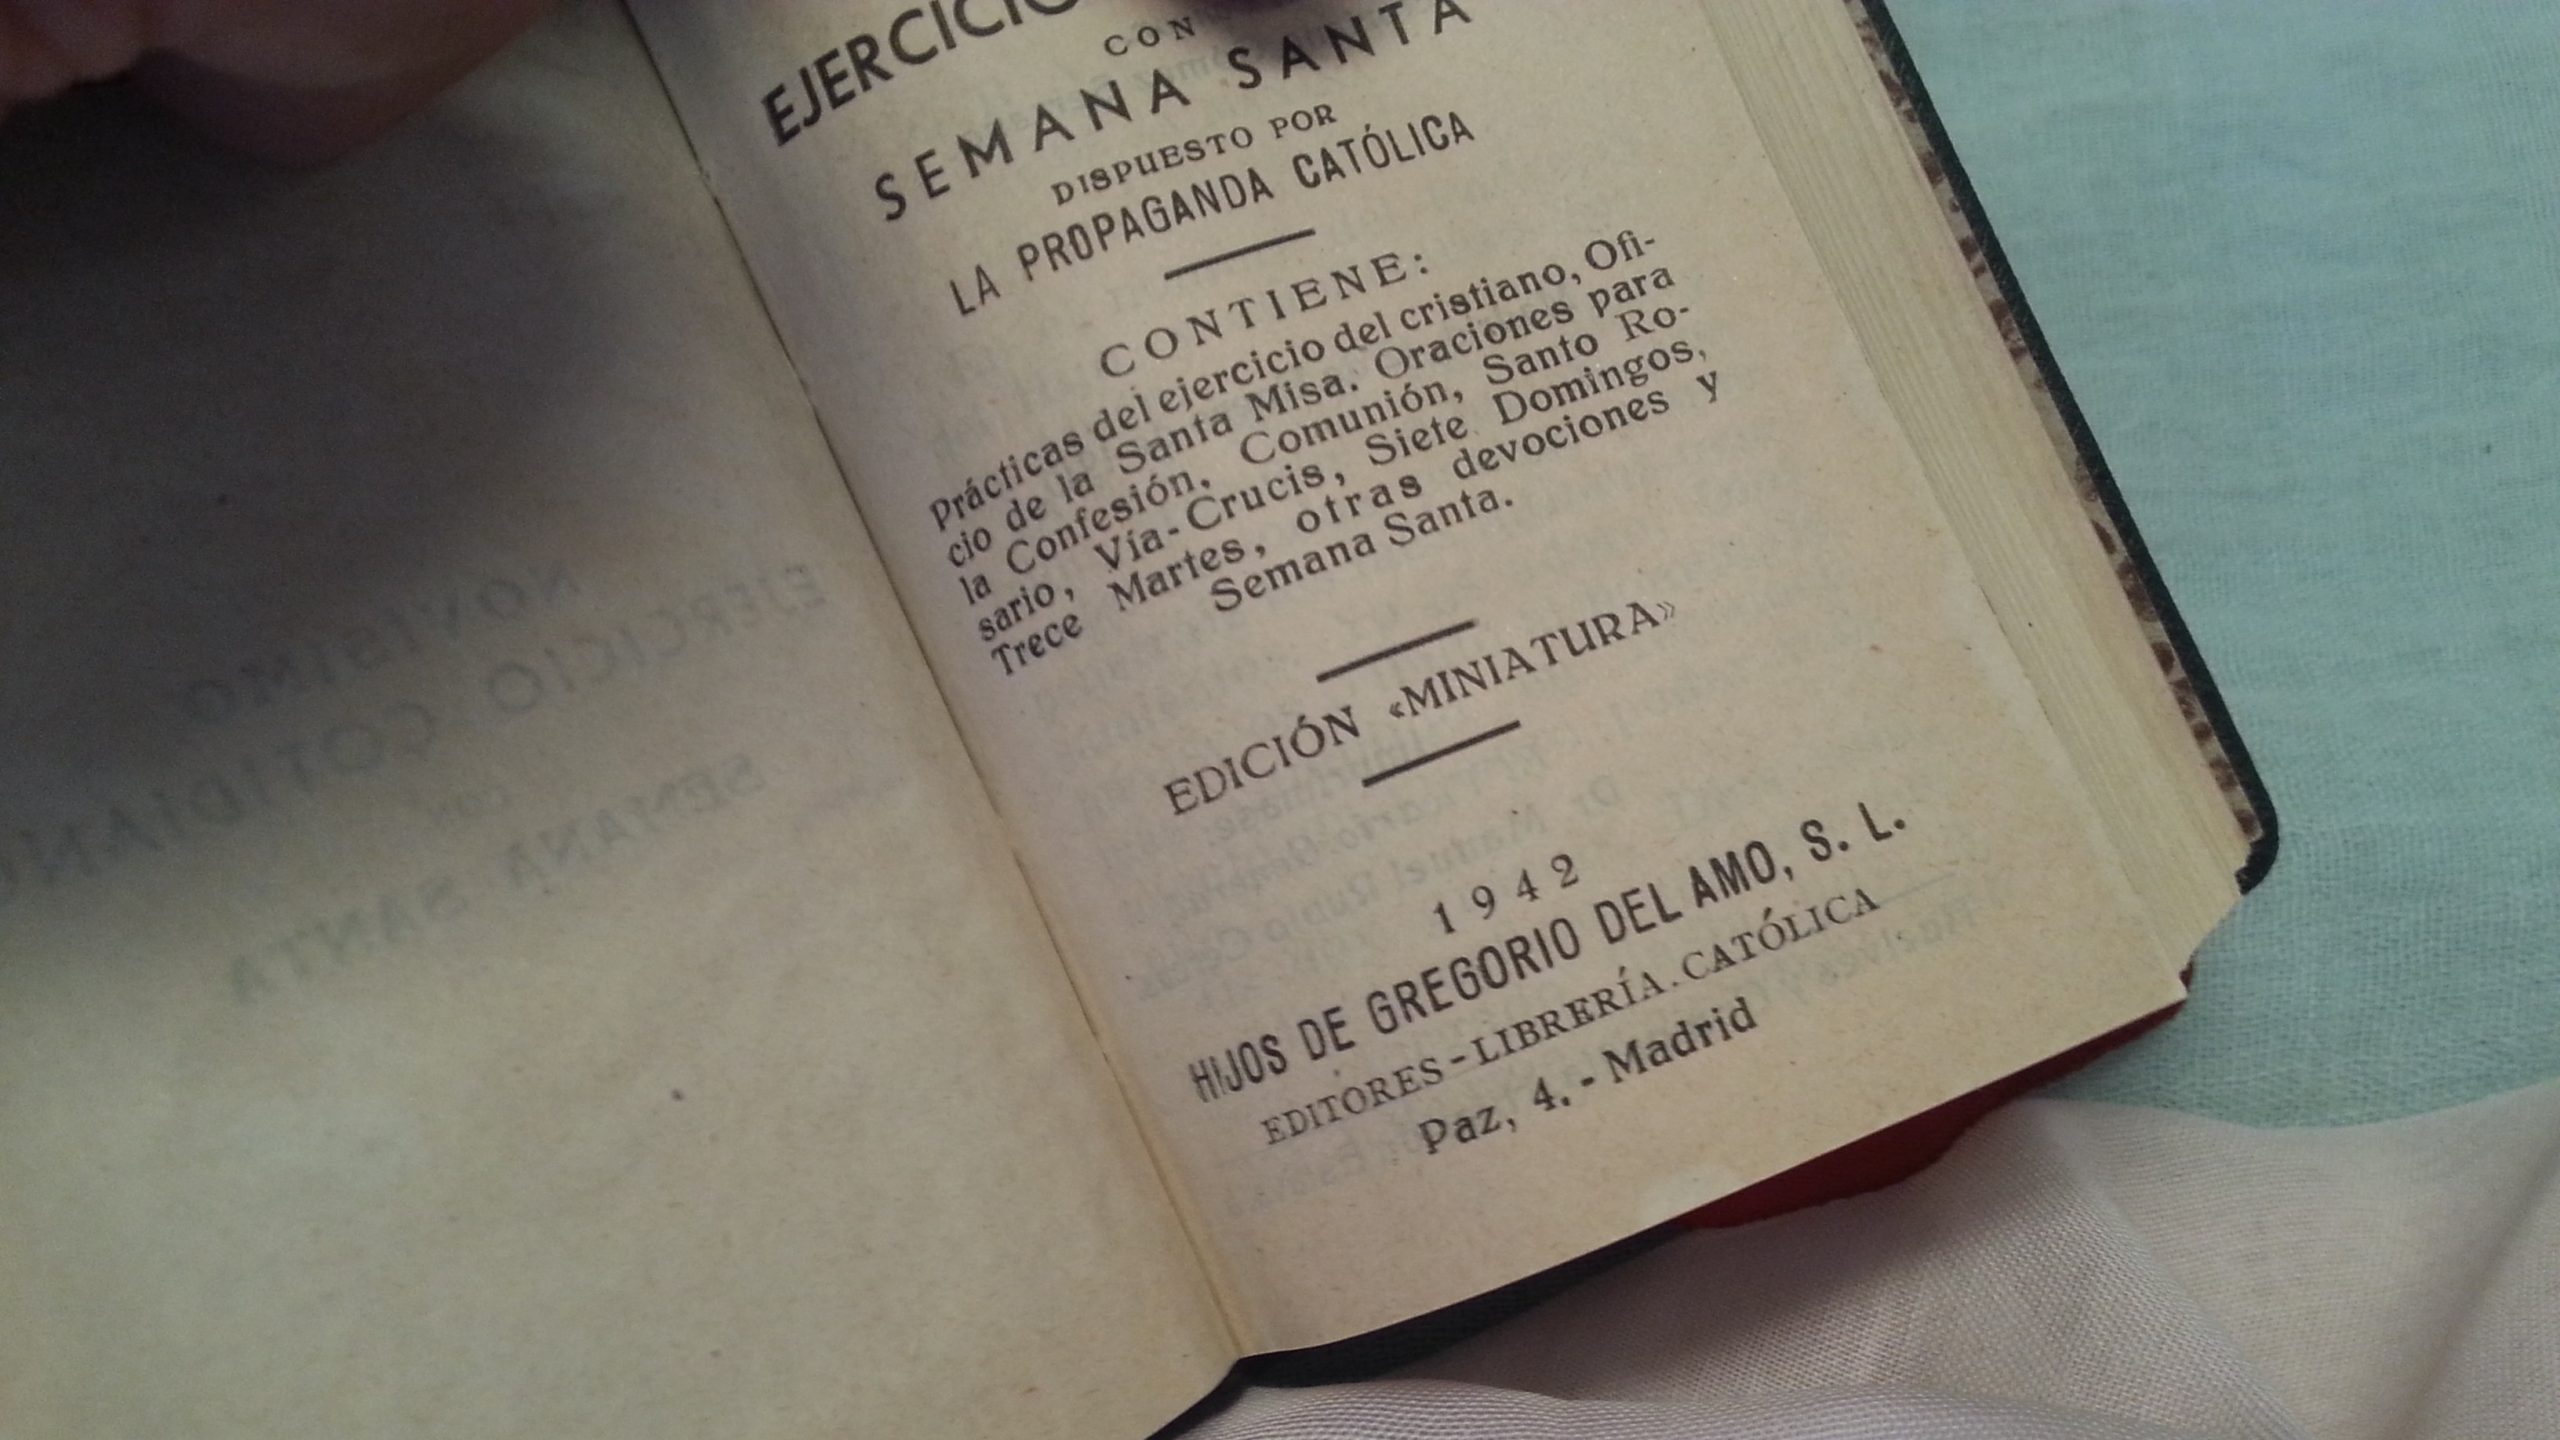 EJERCICIO
CON
SEMANA SANTA
DISPUESTO POR
LA PROPAGANDA CATÓLICA
CONTIENE:
Prácticas del ejercicio del cristiano, Ofi-
cio de la Santa Misa. Oraciones para
la Confesión, Comunión, Santo Ro-
sario, Via-Crucis, Siete Domingos,
Trece Martes, otras devociones y
Semana Santa.
EDICIÓN «MINIATURA»
1942
HIJOS DE GREGORIO DEL AMO, S. L.
EDITORES-LIBRERÍA.CATÓLICA
Paz, 4.-Madrid